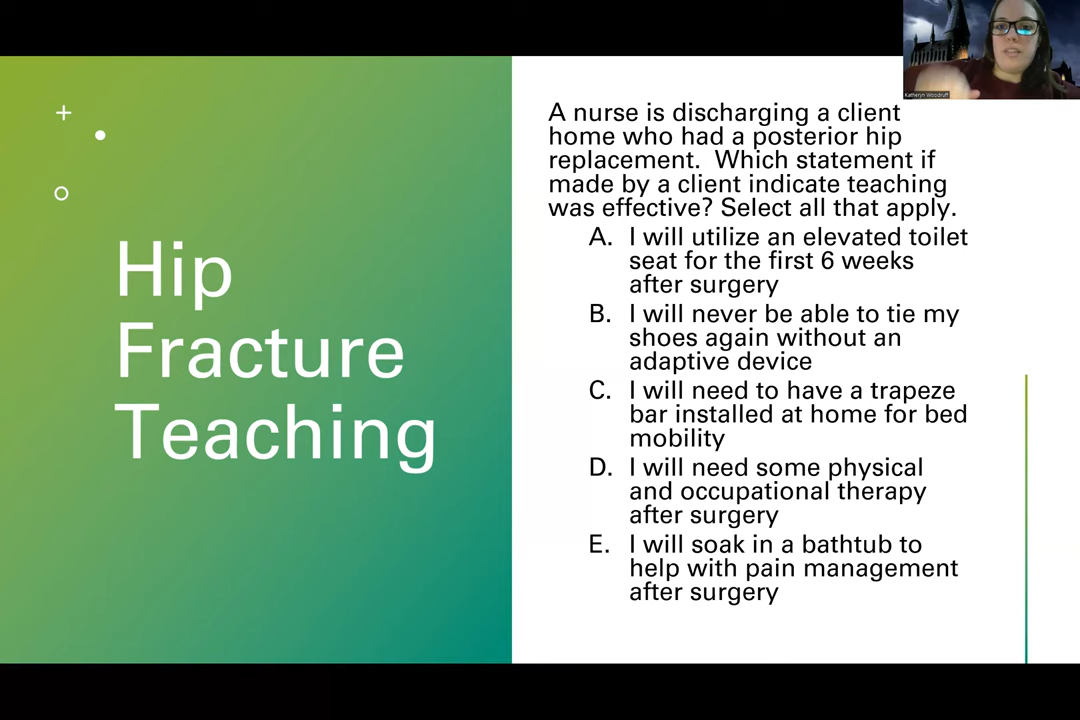 Katheryn Woodruff
Hip
Fracture
Teaching
A nurse is discharging a client
home who had a posterior hip
replacement.  Which statement if
made by a client indicate teaching
was effective? Select all that apply.
A. I will utilize an elevated toilet
seat for the first 6 weeks
after surgery
B. I will never be able to tie my
shoes again without an
adaptive device
C. I will need to have a trapeze
bar installed at home for bed
mobility
D. I will need some physical
and occupational therapy
after surgery
E. I will soak in a bathtub to
help with pain management
after surgery